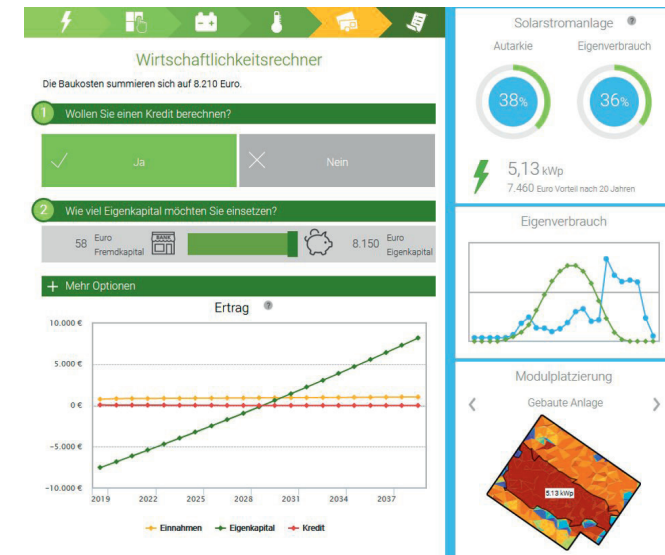 Wirtschaftlichkeitsrechner
Die Baukosten summieren sich auf 8.210 Euro.
1 Wollen Sie einen Kredit berechnen?
Ja
Nein
2 Wie viel Eigenkapital möchten Sie einsetzen?
58 Euro Fremdkapital
BANK
8.150 Euro Eigenkapital
+ Mehr Optionen
Ertrag ?
10.000 €
5.000 €
0 €
-5.000 €
-10.000 €
2019 2022 2025 2028 2031 2034 2037
Einnahmen Eigenkapital Kredit
Solarstromanlage ?
Autarkie Eigenverbrauch
38% 36%
5,13 kWp
7.460 Euro Vorteil nach 20 Jahren
Eigenverbrauch
Modulplatzierung
Gebaute Anlage
5.13 kWp